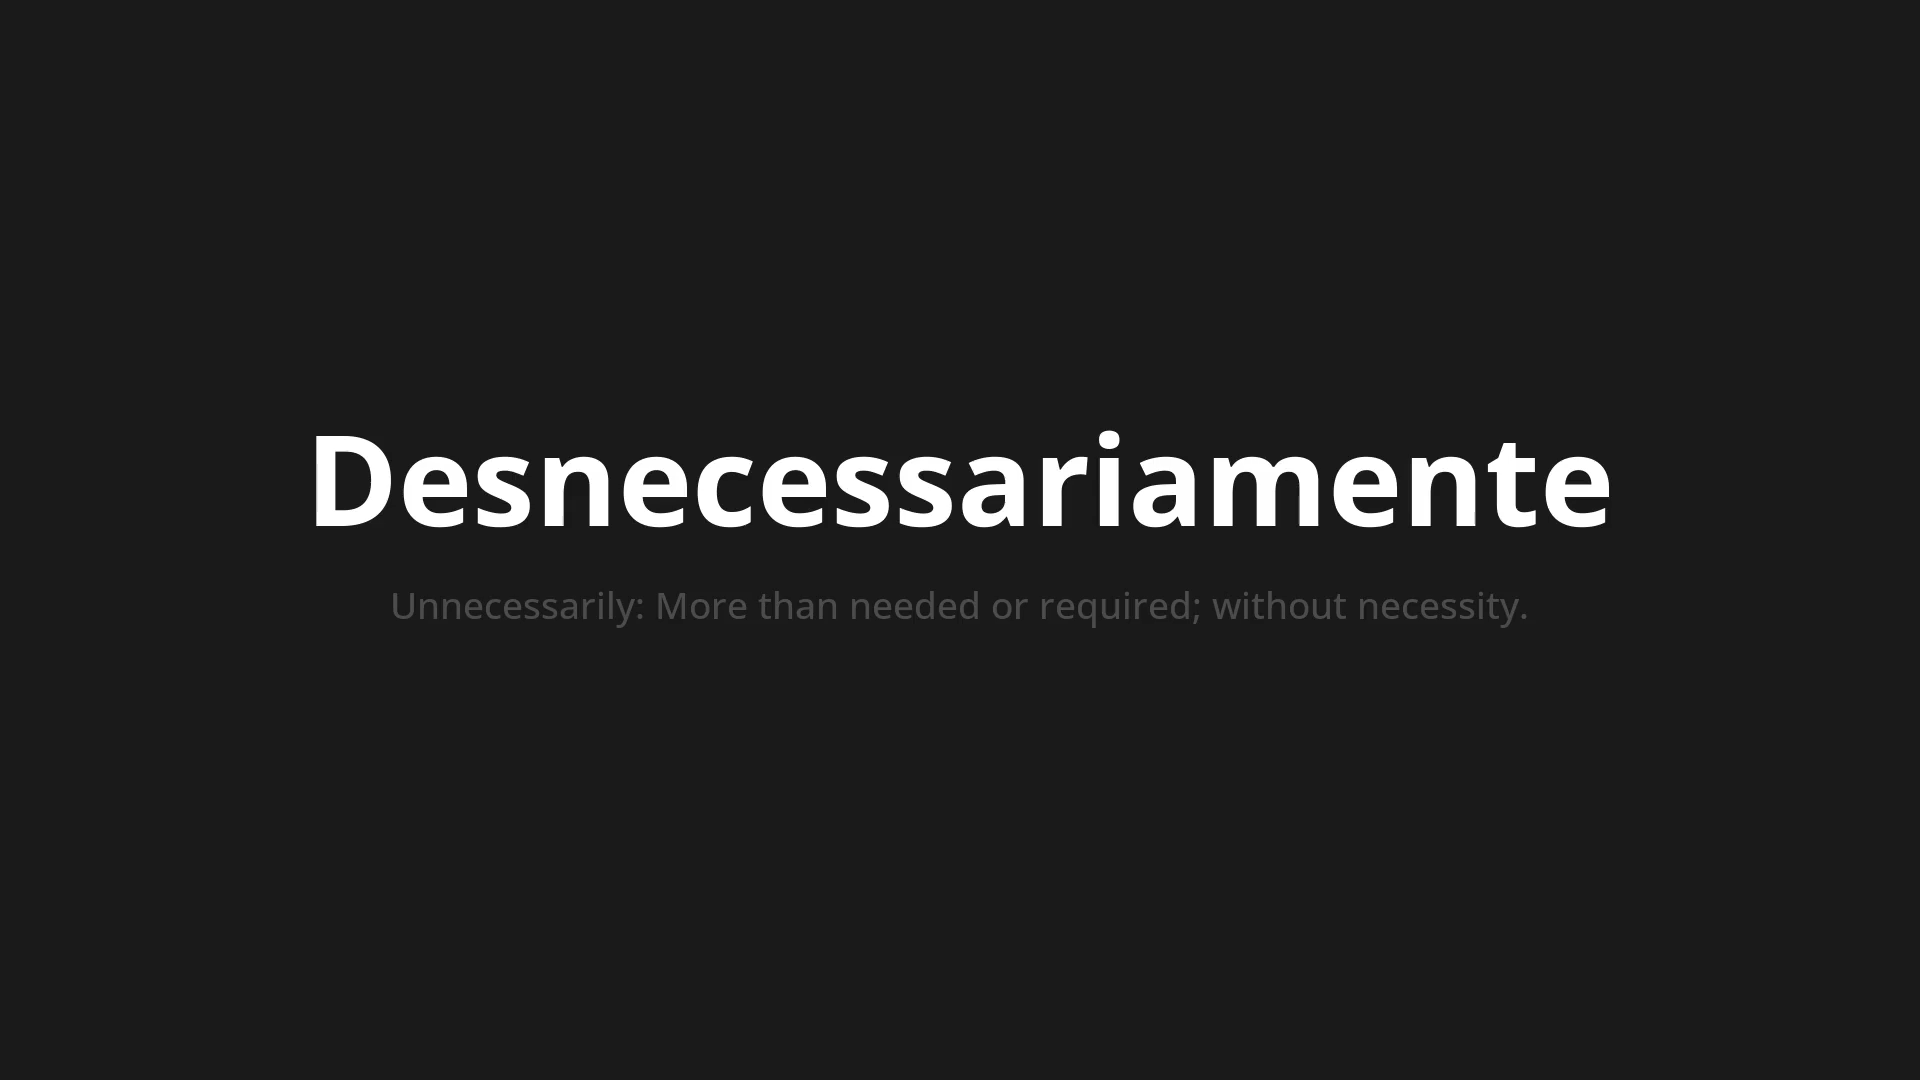 Desnecessariamente
Unnecessarily: More than needed or required; without necessity.